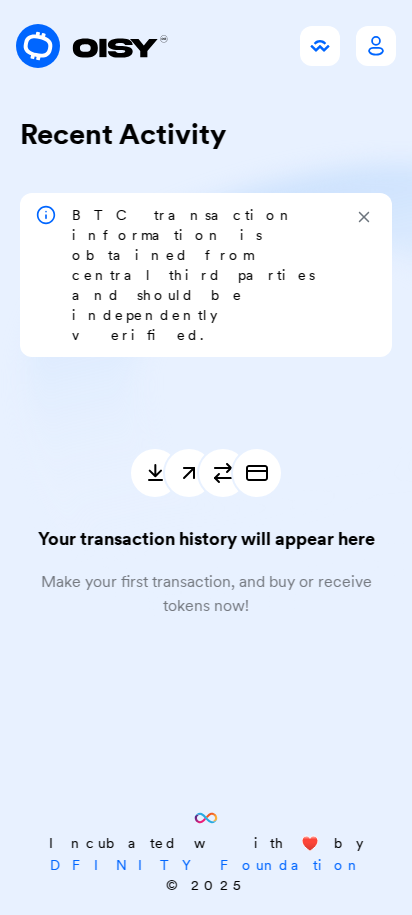 OISY
Recent Activity
BTC transaction
information is
obtained from
central third parties
and should be
independently
verified.
Your transaction history will appear here
Make your first transaction, and buy or receive
tokens now!
Incubated with ❤️ by
DFINITY Foundation
© 2025